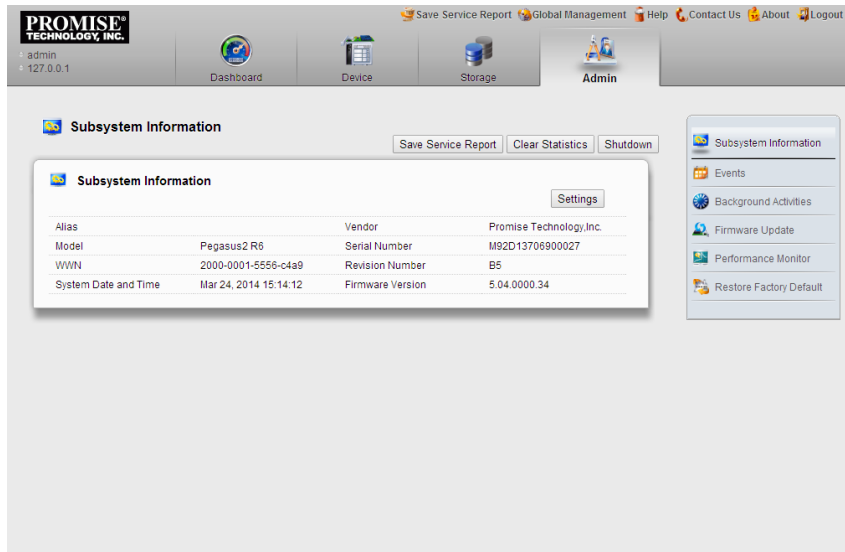 PROMISE®
TECHNOLOGY, INC.
Save Service Report Global Management Help Contact Us About Logout
admin
127.0.0.1
Dashboard
Device
Storage
Admin
Subsystem Information
Save Service Report Clear Statistics Shutdown
Subsystem Information
Settings
Alias Vendor Promise Technology,Inc.
Model Pegasus2 R6 Serial Number M92D13706900027
WWN 2000-0001-5556-c4a9 Revision Number B5
System Date and Time Mar 24, 2014 15:14:12 Firmware Version 5.04.0000.34
Subsystem Information
Events
Background Activities
Firmware Update
Performance Monitor
Restore Factory Default